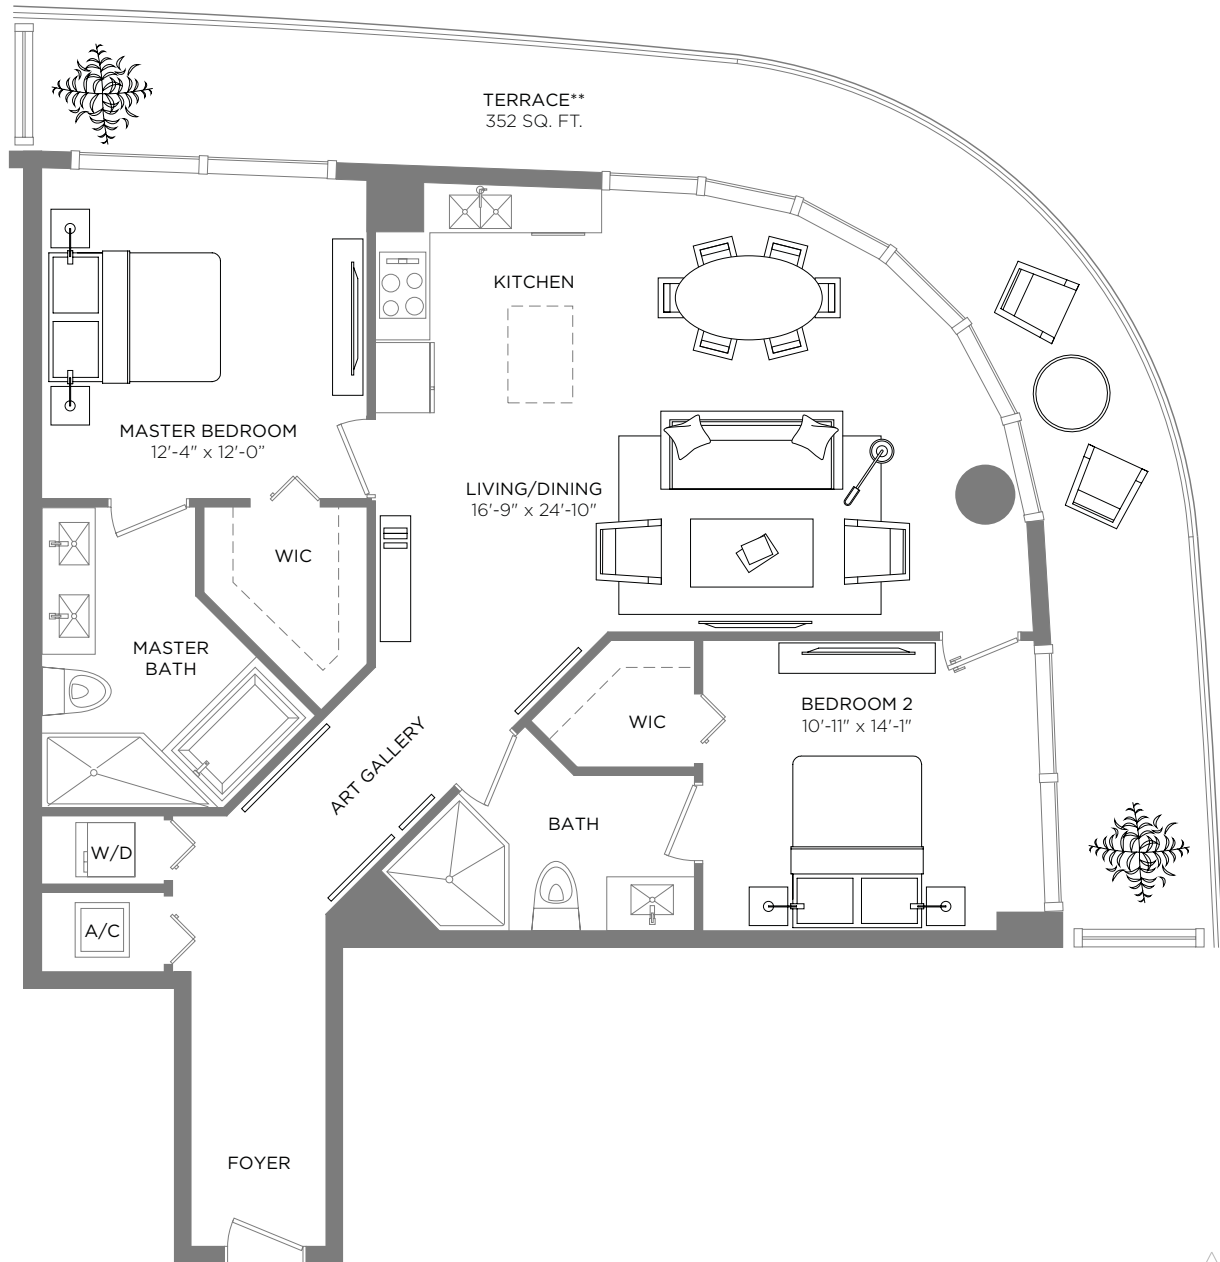 TERRACE**
352 SQ. FT.
KITCHEN
MASTER BEDROOM
12'-4" x 12'-0”
LIVING/DINING
16'-9" x 24'-10"
WIC
MASTER
BATH
BEDROOM 2
10'-11" x 14'-1"
WIC
ART GALLERY
BATH
W/D
A/C
FOYER